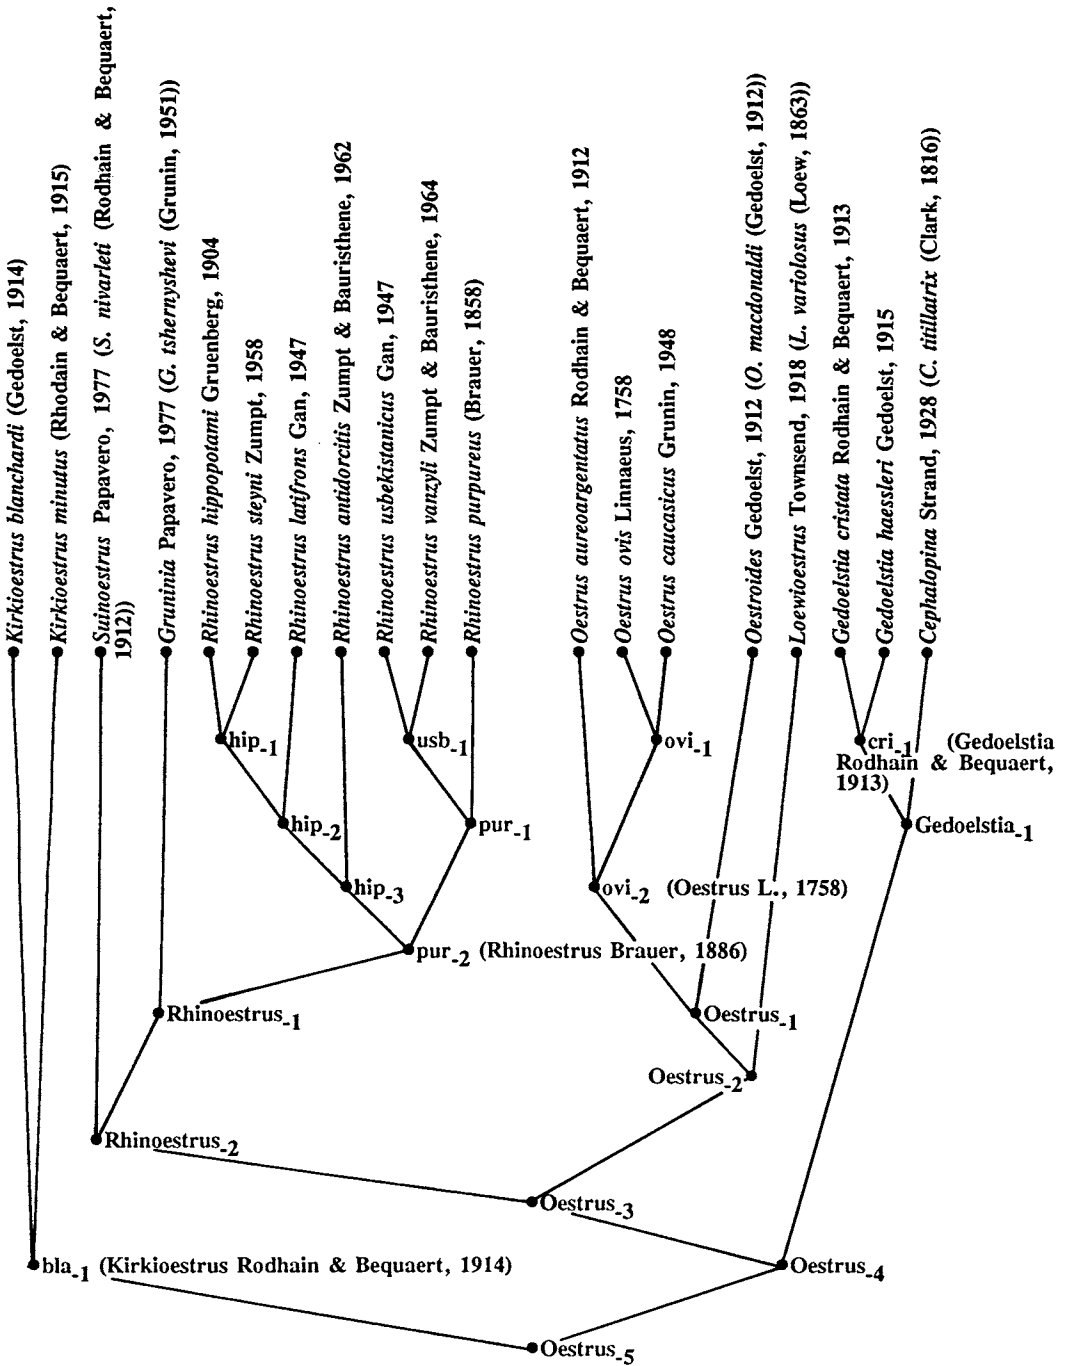 Kirkioestrus blanchardi (Gedoelst, 1914)
Kirkioestrus minutus (Rhodain & Bequaert, 1915)
Suinoestrus Papavero, 1977 (S. nivarleti (Rodhain & Bequaert,
1912))
Gruninia Papavero, 1977 (G. tshernyshevi (Grunin, 1951))
Rhinoestrus hippopotami Gruenberg, 1904
Rhinoestrus steyni Zumpt, 1958
Rhinoestrus latifrons Gan, 1947
Rhinoestrus antidorcitis Zumpt & Bauristhene, 1962
Rhinoestrus usbekistanicus Gan, 1947
Rhinoestrus vanzyli Zumpt & Bauristhene, 1964
Rhinoestrus purpureus (Brauer, 1858)
Oestrus aureoargentatus Rodhain & Bequaert, 1912
Oestrus ovis Linnaeus, 1758
Oestrus caucasicus Grunin, 1948
Oestroides Gedoelst, 1912 (O. macdonaldi (Gedoelst, 1912))
Loewioestrus Townsend, 1918 (L. variolosus (Loew, 1863))
Gedoelstia cristata Rodhain & Bequaert, 1913
Gedoelstia haessleri Gedoelst, 1915
Cephalopina Strand, 1928 (C. titillatrix (Clark, 1816))
hip-1
usb-1
ovi-1
cri-1 (Gedoelstia
Rodhain & Bequaert,
1913)
hip-2
pur-1
Gedoelstia-1
hip-3
ovi-2 (Oestrus L., 1758)
pur-2 (Rhinoestrus Brauer, 1886)
Rhinoestrus-1
Oestrus-1
Oestrus-2
Rhinoestrus-2
Oestrus-3
bla-1 (Kirkioestrus Rodhain & Bequaert, 1914)
Oestrus-4
Oestrus-5